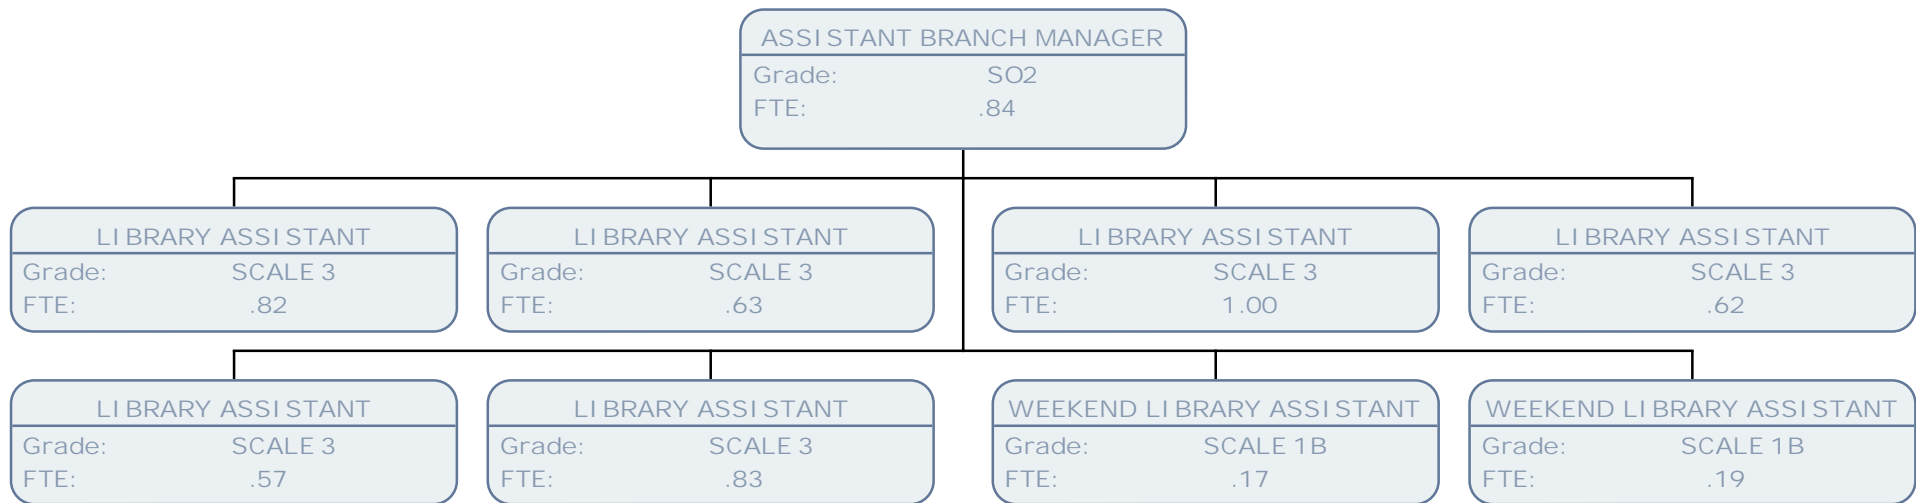 ASSISTANT BRANCH MANAGER
Grade: SO2
FTE: .84
LIBRARY ASSISTANT
Grade: SCALE 3
FTE: .82
LIBRARY ASSISTANT
Grade: SCALE 3
FTE: .63
LIBRARY ASSISTANT
Grade: SCALE 3
FTE: 1.00
LIBRARY ASSISTANT
Grade: SCALE 3
FTE: .62
LIBRARY ASSISTANT
Grade: SCALE 3
FTE: .57
LIBRARY ASSISTANT
Grade: SCALE 3
FTE: .83
WEEKEND LIBRARY ASSISTANT
Grade: SCALE 1B
FTE: .17
WEEKEND LIBRARY ASSISTANT
Grade: SCALE 1B
FTE: .19